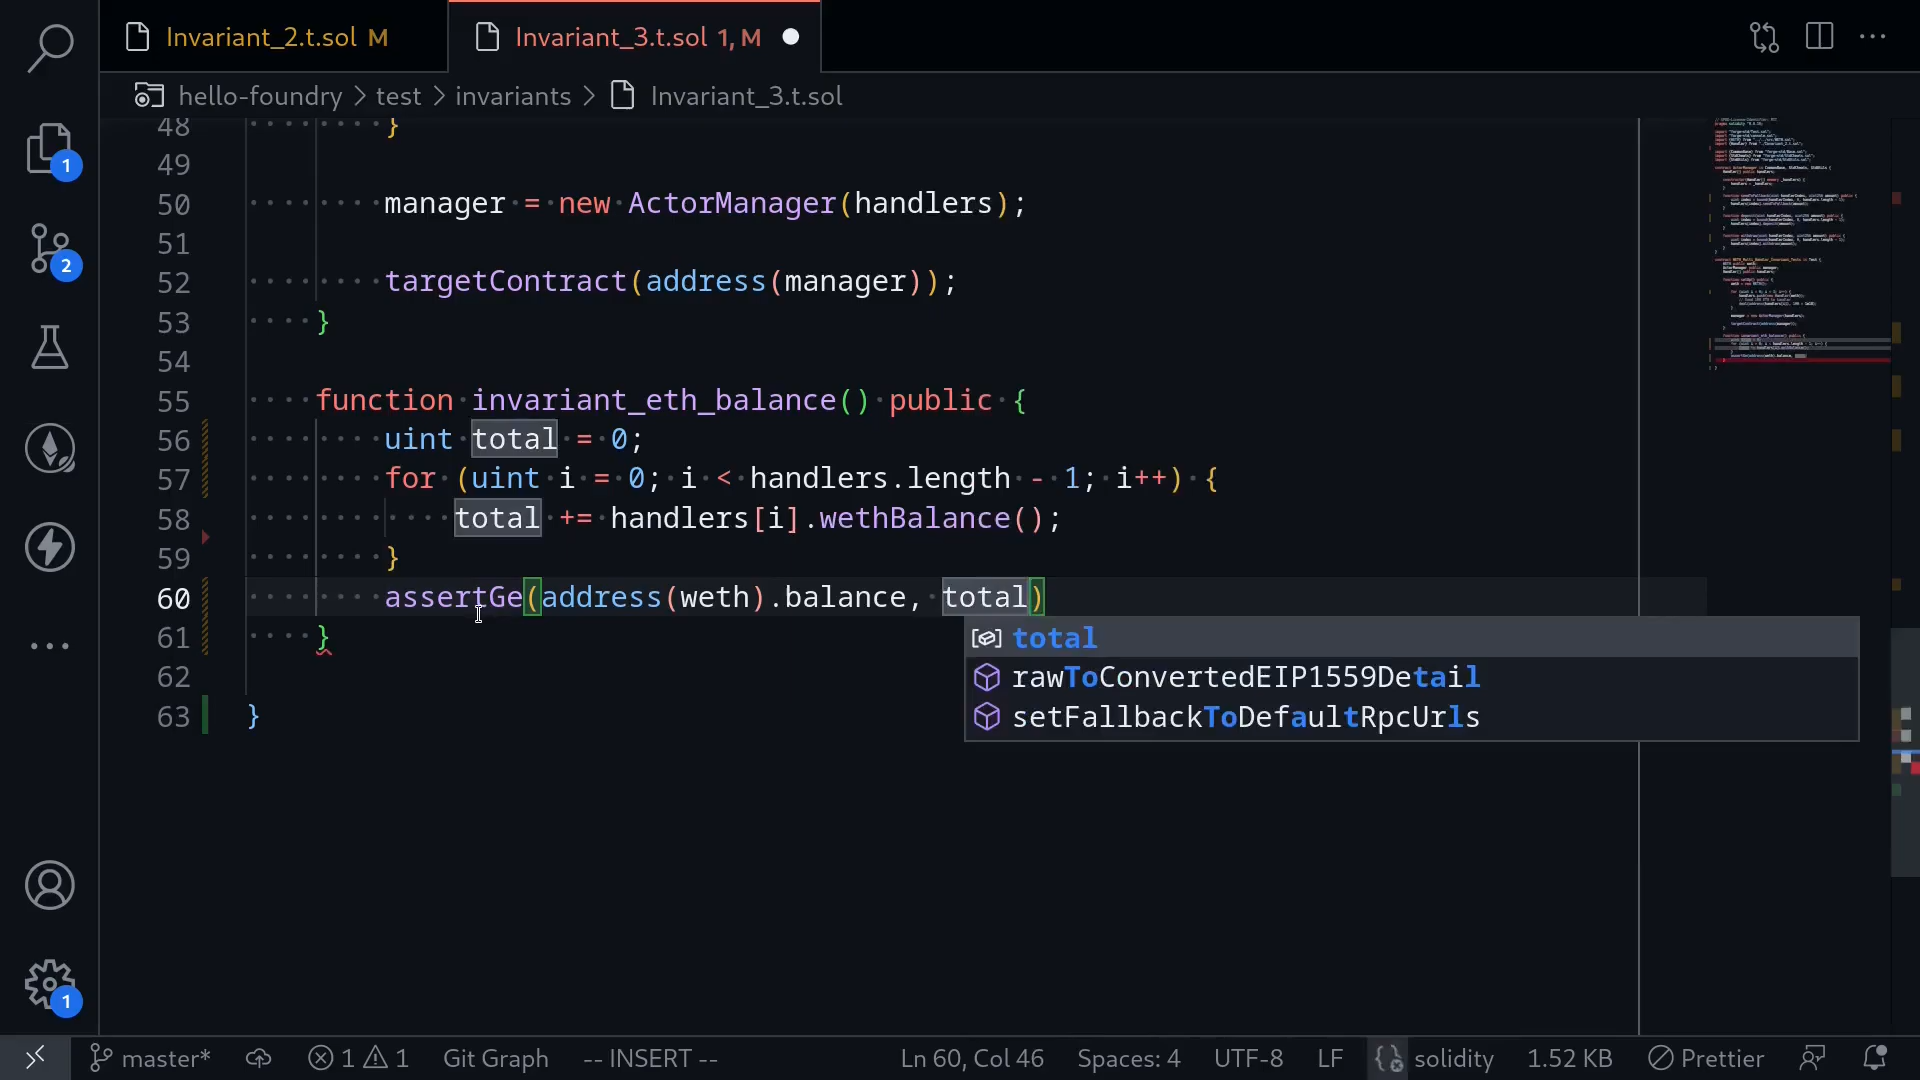 Invariant_2.t.sol M
Invariant_3.t.sol 1, M
hello-foundry > test > invariants > Invariant_3.t.sol
48 }
49
50 manager = new ActorManager(handlers);
51
52 targetContract(address(manager));
53 }
54
55 function invariant_eth_balance() public {
56 uint total = 0;
57 for (uint i = 0; i < handlers.length - 1; i++) {
58 total += handlers[i].wethBalance();
59 }
60 assertGe(address(weth).balance, total)
61 }
62
63 }
total
rawToConvertedEIP1559Detail
setFallbackToDefaultRpcUrls
1
2
1
master* 1 1 Git Graph -- INSERT -- Ln 60, Col 46 Spaces: 4 UTF-8 LF solidity 1.52 KB Prettier